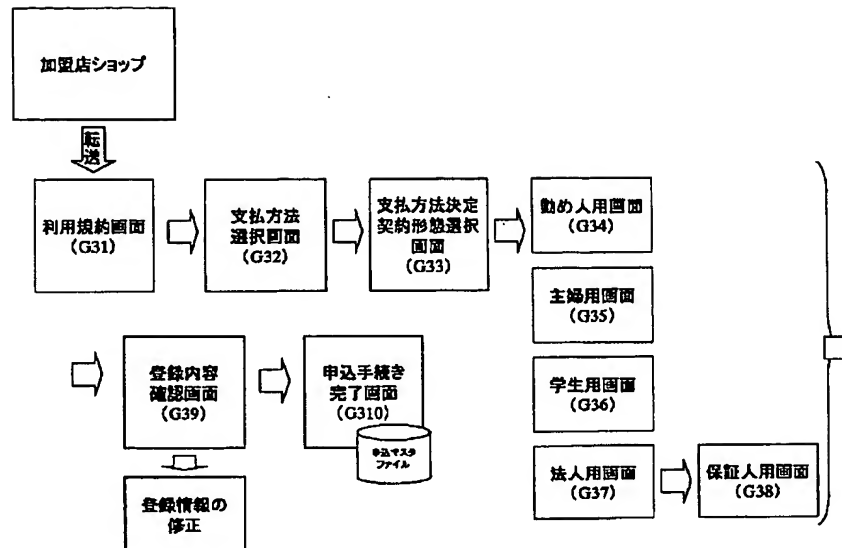 加盟店ショップ
転送
利用規約画面
(G31)
支払方法
選択画面
(G32)
支払方法決定
契約形態選択
画面
(G33)
勤め人用画面
(G34)
主婦用画面
(G35)
学生用画面
(G36)
法人用画面
(G37)
保証人用画面
(G38)
登録内容
確認画面
(G39)
申込手続き
完了画面
(G310)
申込マスタ
ファイル
登録情報の
修正